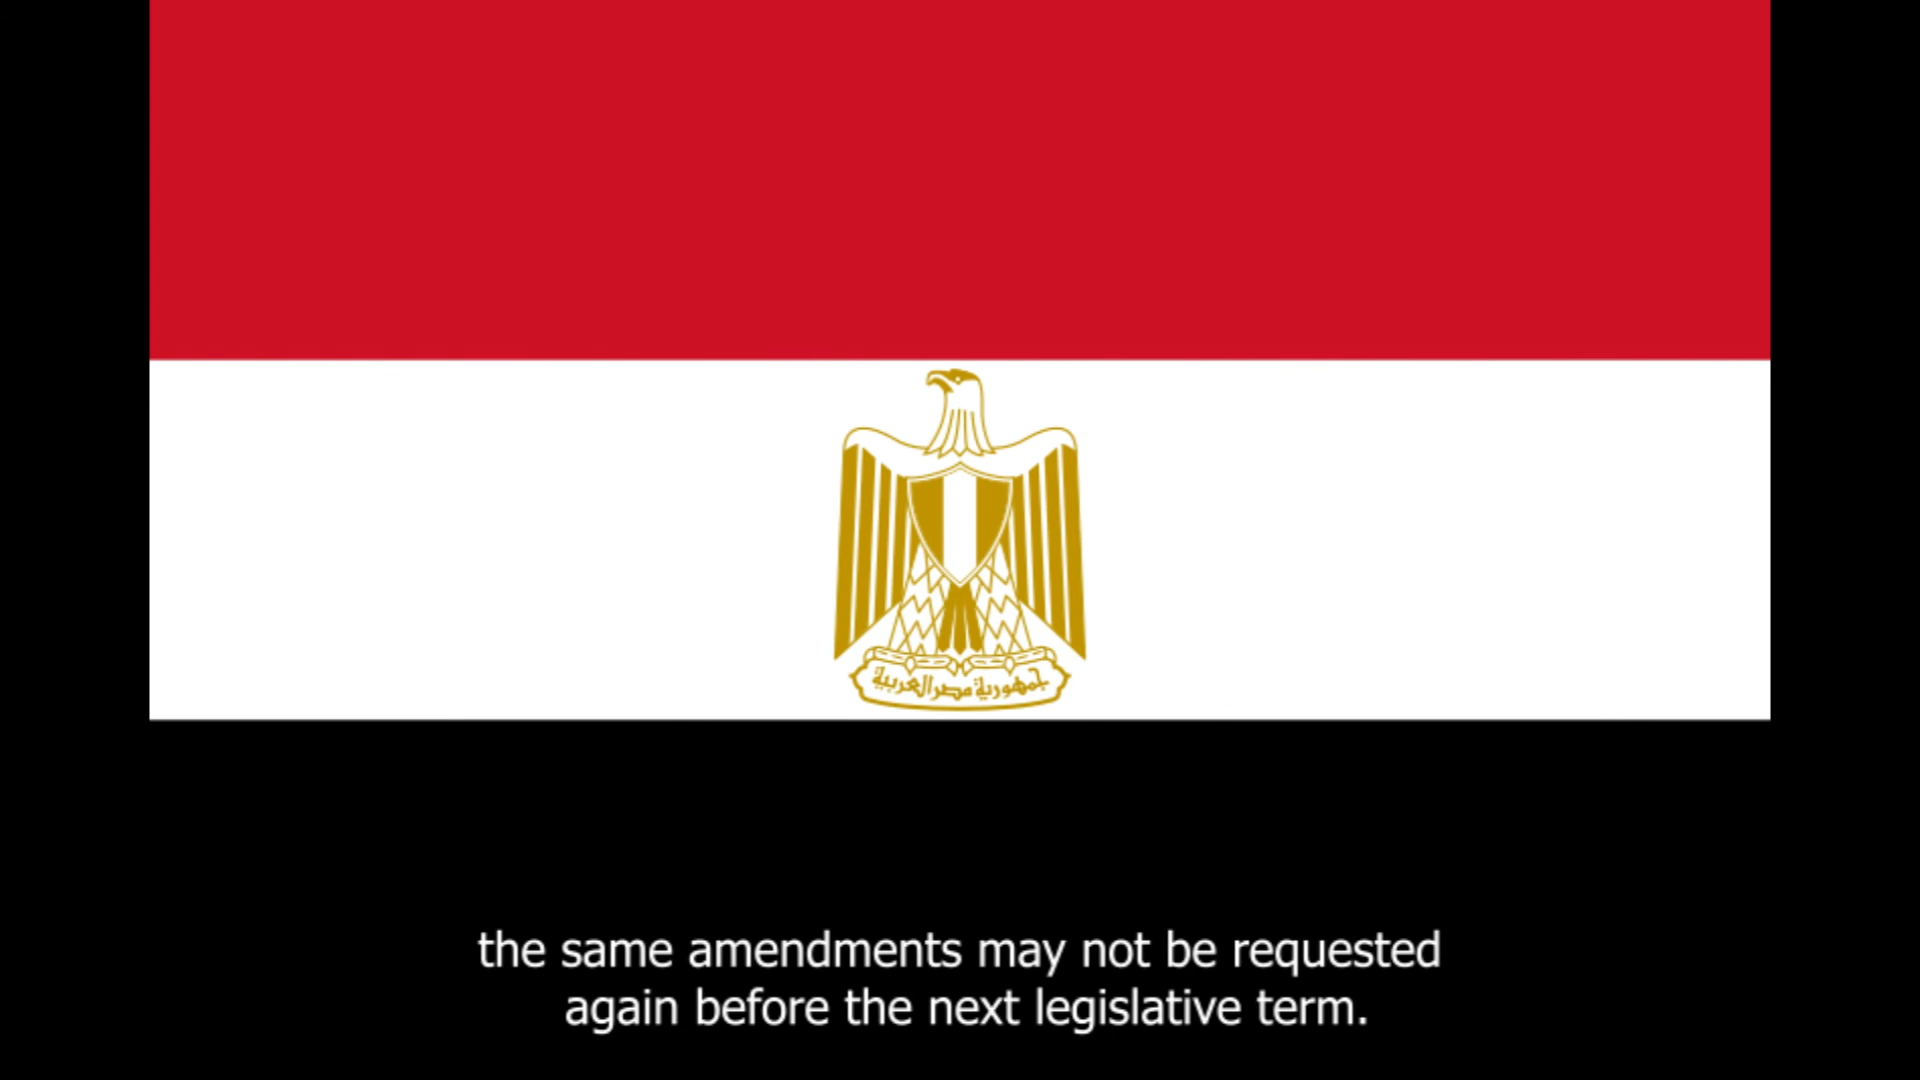 جمهورية مصر العربية
the same amendments may not be requested
again before the next legislative term.